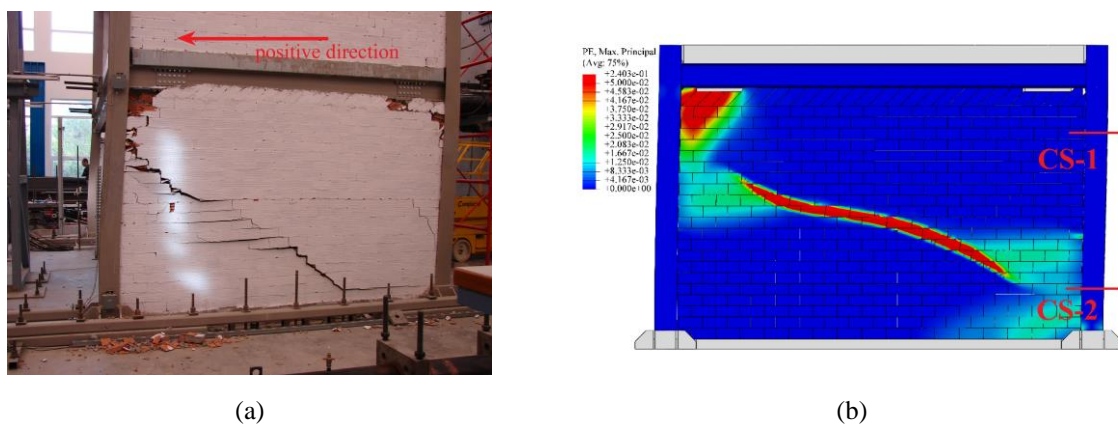 positive direction
PE, Max. Principal
(Avg: 75%)
+2.403e-01
+5.000e-02
+4.583e-02
+4.167e-02
+3.750e-02
+3.333e-02
+2.917e-02
+2.500e-02
+2.083e-02
+1.667e-02
+1.250e-02
+8.333e-03
+4.167e-03
+0.000e+00
CS-1
CS-2
(a)
(b)